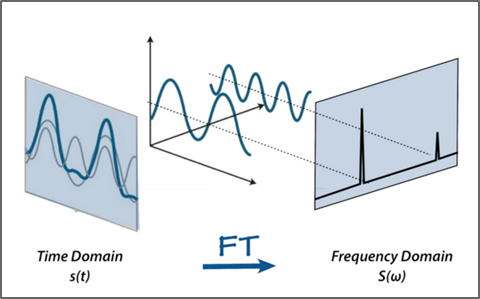 FT
Time Domain
s(t)
Frequency Domain
S(ω)